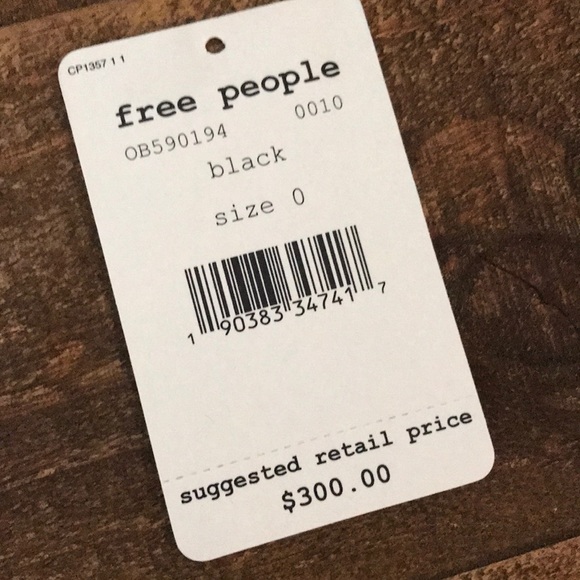 CP1357 1 1
free people
OB590194 0010
black
size 0
1 90383 34741 7
suggested retail price
$300.00